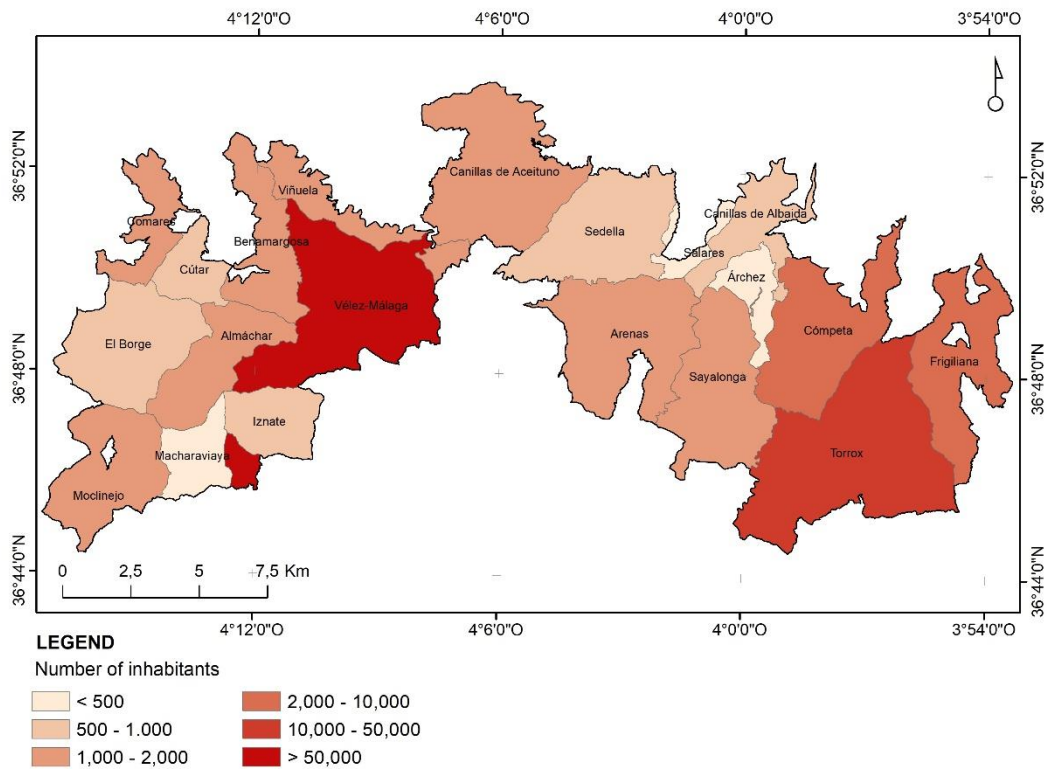 4°12'0"O 4°6'0"O 4°0'0"O 3°54'0"O
36°52'0"N 36°52'0"N
Canillas de Aceituno
Viñuela
Comares
Canillas de Albaida
Benamargosa
Sedella
Salares
Cútar
Árchez
Vélez-Málaga
El Borge
Almáchar
Arenas
Cómpeta
Frigiliana
36°48'0"N 36°48'0"N
Sayalonga
Iznate
Macharaviaya
Torrox
Moclinejo
36°44'0"N 36°44'0"N
0 2,5 5 7,5 Km
4°12'0"O 4°6'0"O 4°0'0"O 3°54'0"O
LEGEND
Number of inhabitants
< 500
500 - 1.000
1,000 - 2,000
2,000 - 10,000
10,000 - 50,000
> 50,000